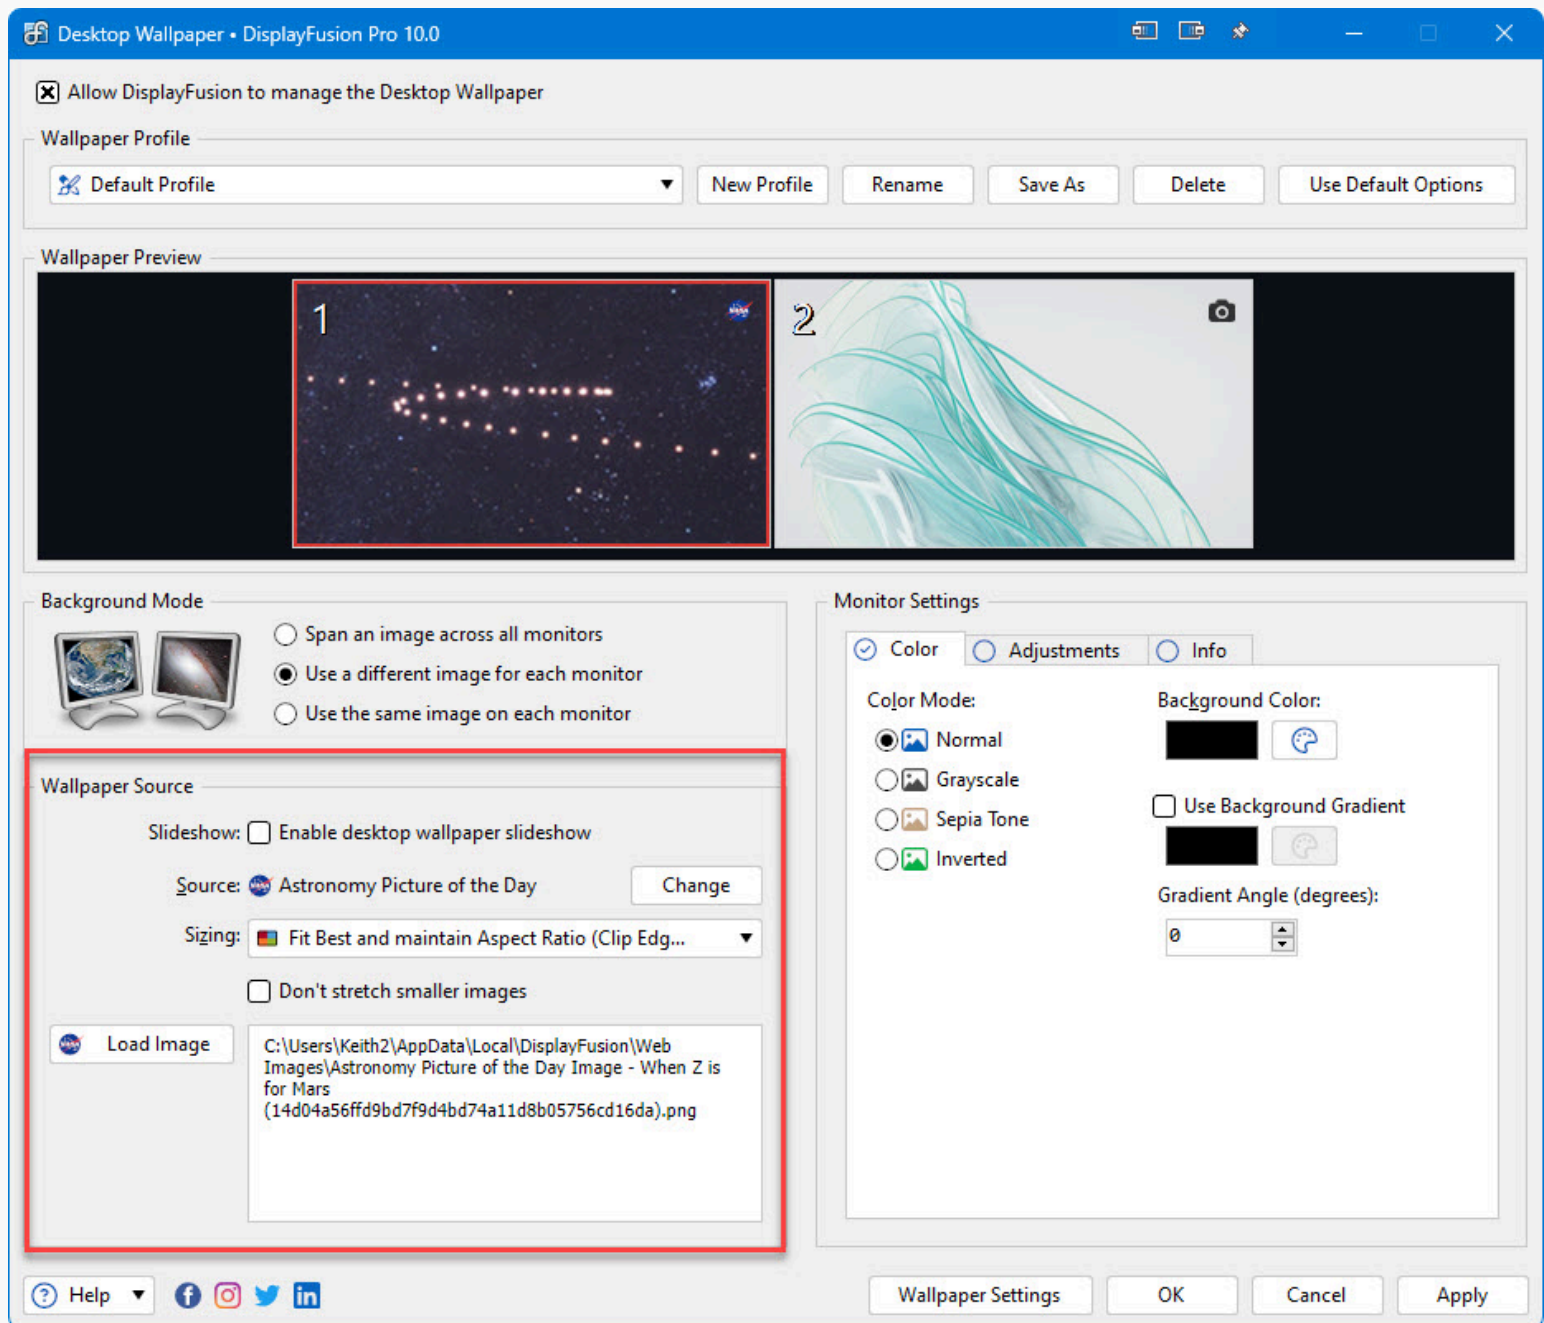 Desktop Wallpaper • DisplayFusion Pro 10.0
Allow DisplayFusion to manage the Desktop Wallpaper
Wallpaper Profile
Default Profile
New Profile
Rename
Save As
Delete
Use Default Options
Wallpaper Preview
1
NASA
2
Background Mode
Span an image across all monitors
Use a different image for each monitor
Use the same image on each monitor
Wallpaper Source
Slideshow: Enable desktop wallpaper slideshow
Source: Astronomy Picture of the Day
Change
Sizing: Fit Best and maintain Aspect Ratio (Clip Edg...
Don't stretch smaller images
Load Image
C:\Users\Keith2\AppData\Local\DisplayFusion\Web
Images\Astronomy Picture of the Day Image - When Z is
for Mars
(14d04a56ffd9bd7f9d4bd74a11d8b05756cd16da).png
Monitor Settings
Color
Adjustments
Info
Color Mode:
Normal
Grayscale
Sepia Tone
Inverted
Background Color:
Use Background Gradient
Gradient Angle (degrees):
0
Help
Wallpaper Settings
OK
Cancel
Apply